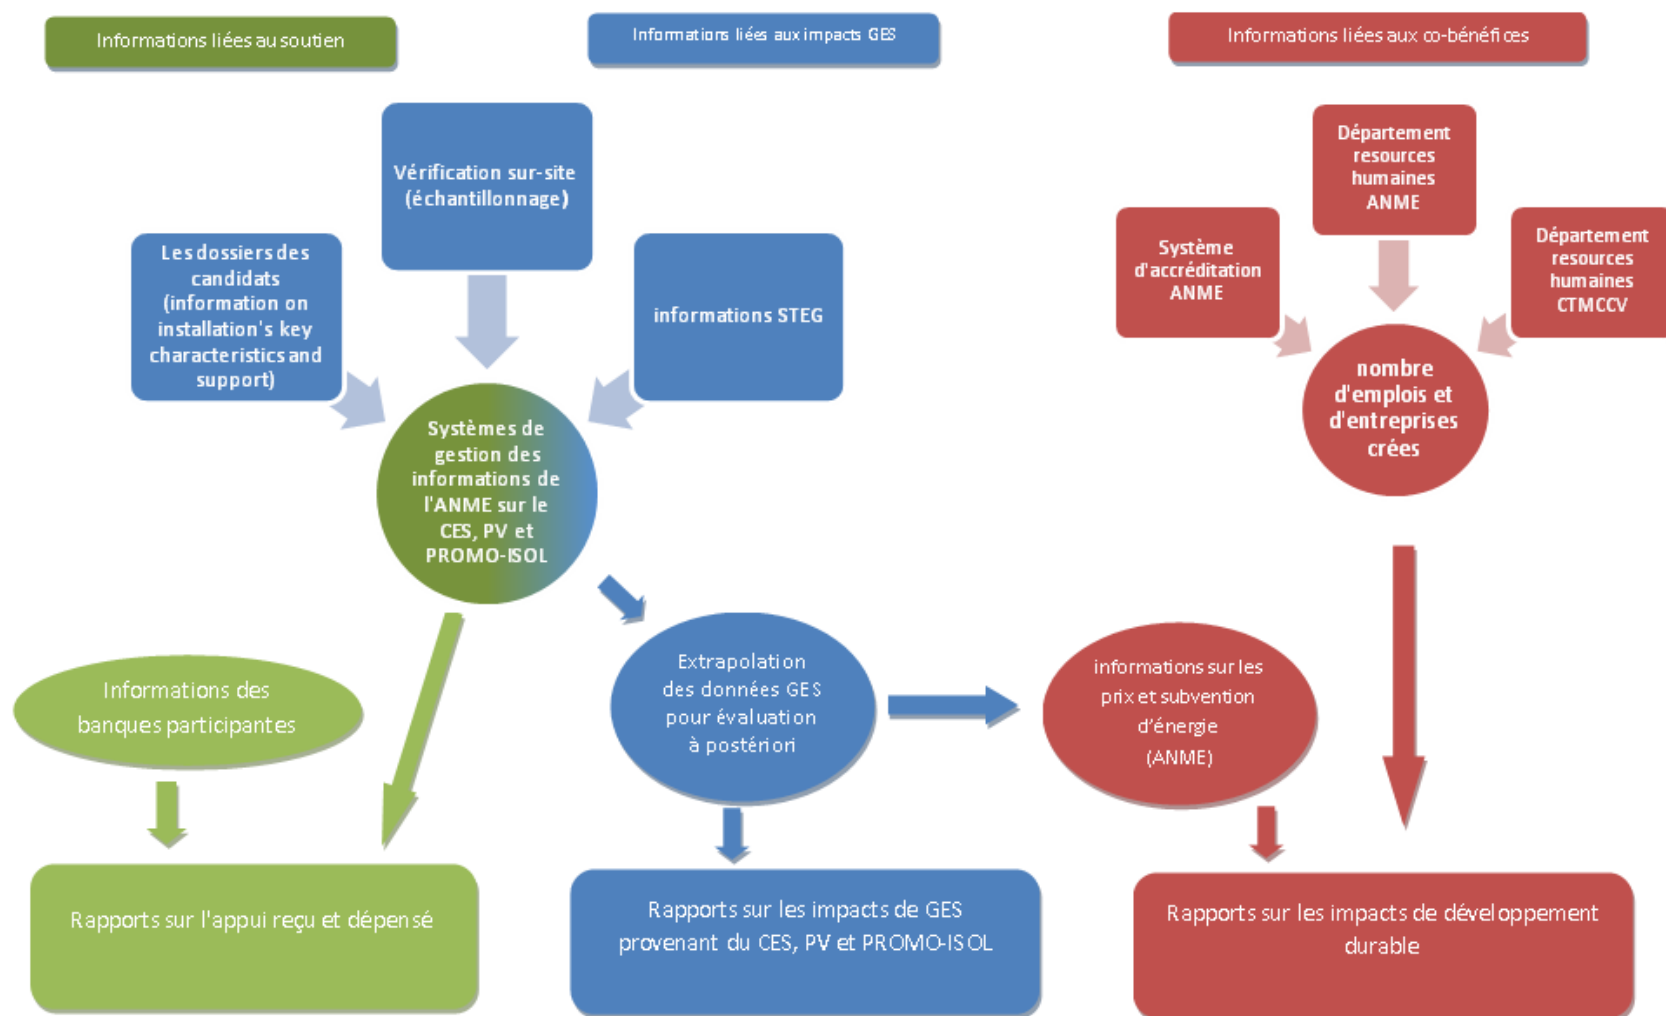 Informations liées au soutien
Informations liées aux impacts GES
Informations liées aux co-bénéfices
Vérification sur-site
(échantillonnage)
Les dossiers des
candidats
(information on
installation's key
characteristics and
support)
informations STEG
Systèmes de
gestion des
informations de
l'ANME sur le
CES, PV et
PROMO-ISOL
Département
resources
humaines
ANME
Système
d'accréditation
ANME
Département
resources
humaines
CTMCCV
nombre
d'emplois et
d'entreprises
crées
Informations des
banques participantes
Extrapolation
des données GES
pour évaluation
à postériori
informations sur les
prix et subvention
d'énergie
(ANME)
Rapports sur l'appui reçu et dépensé
Rapports sur les impacts de GES
provenant du CES, PV et PROMO-ISOL
Rapports sur les impacts de développement
durable